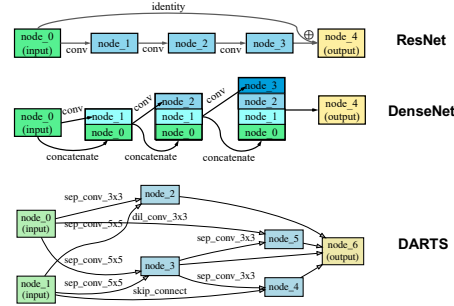 identity
node_0
(input)
conv
node_1
conv
node_2
conv
node_3
node_4
(output)
ResNet
node_0
(input)
conv
node_1
node_0
conv
node_2
node_1
node_0
conv
node_3
node_2
node_1
node_0
node_4
(output)
DenseNet
concatenate
concatenate
concatenate
node_0
(input)
node_1
(input)
sep_conv_3x3
sep_conv_5x5
dil_conv_3x3
sep_conv_5x5
sep_conv_5x5
skip_connect
node_2
node_3
sep_conv_3x3
sep_conv_3x3
node_5
node_4
node_6
(output)
DARTS